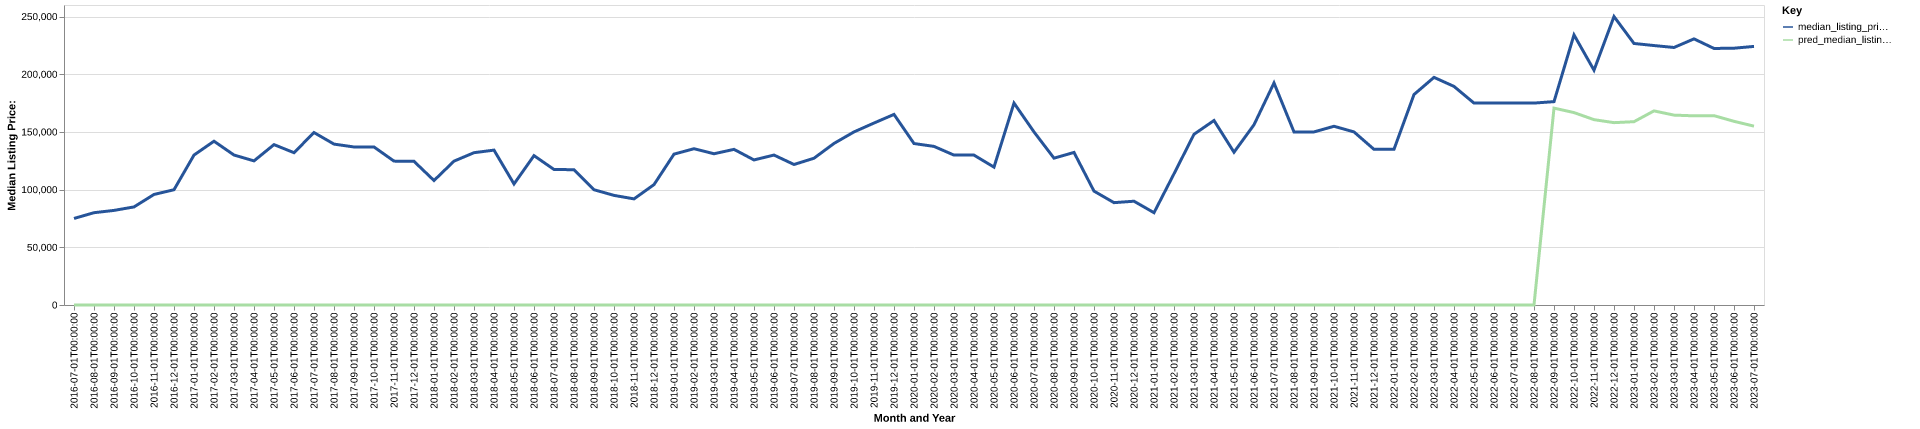 Key
median_listing_pri…
pred_median_listin…
Median Listing Price:
250,000
200,000
150,000
100,000
50,000
0
2016-07-01T00:00:00
2016-08-01T00:00:00
2016-09-01T00:00:00
2016-10-01T00:00:00
2016-11-01T00:00:00
2016-12-01T00:00:00
2017-01-01T00:00:00
2017-02-01T00:00:00
2017-03-01T00:00:00
2017-04-01T00:00:00
2017-05-01T00:00:00
2017-06-01T00:00:00
2017-07-01T00:00:00
2017-08-01T00:00:00
2017-09-01T00:00:00
2017-10-01T00:00:00
2017-11-01T00:00:00
2017-12-01T00:00:00
2018-01-01T00:00:00
2018-02-01T00:00:00
2018-03-01T00:00:00
2018-04-01T00:00:00
2018-05-01T00:00:00
2018-06-01T00:00:00
2018-07-01T00:00:00
2018-08-01T00:00:00
2018-09-01T00:00:00
2018-10-01T00:00:00
2018-11-01T00:00:00
2018-12-01T00:00:00
2019-01-01T00:00:00
2019-02-01T00:00:00
2019-03-01T00:00:00
2019-04-01T00:00:00
2019-05-01T00:00:00
2019-06-01T00:00:00
2019-07-01T00:00:00
2019-08-01T00:00:00
2019-09-01T00:00:00
2019-10-01T00:00:00
2019-11-01T00:00:00
2019-12-01T00:00:00
2020-01-01T00:00:00
2020-02-01T00:00:00
2020-03-01T00:00:00
2020-04-01T00:00:00
2020-05-01T00:00:00
2020-06-01T00:00:00
2020-07-01T00:00:00
2020-08-01T00:00:00
2020-09-01T00:00:00
2020-10-01T00:00:00
2020-11-01T00:00:00
2020-12-01T00:00:00
2021-01-01T00:00:00
2021-02-01T00:00:00
2021-03-01T00:00:00
2021-04-01T00:00:00
2021-05-01T00:00:00
2021-06-01T00:00:00
2021-07-01T00:00:00
2021-08-01T00:00:00
2021-09-01T00:00:00
2021-10-01T00:00:00
2021-11-01T00:00:00
2021-12-01T00:00:00
2022-01-01T00:00:00
2022-02-01T00:00:00
2022-03-01T00:00:00
2022-04-01T00:00:00
2022-05-01T00:00:00
2022-06-01T00:00:00
2022-07-01T00:00:00
2022-08-01T00:00:00
2022-09-01T00:00:00
2022-10-01T00:00:00
2022-11-01T00:00:00
2022-12-01T00:00:00
2023-01-01T00:00:00
2023-02-01T00:00:00
2023-03-01T00:00:00
2023-04-01T00:00:00
2023-05-01T00:00:00
2023-06-01T00:00:00
2023-07-01T00:00:00
Month and Year